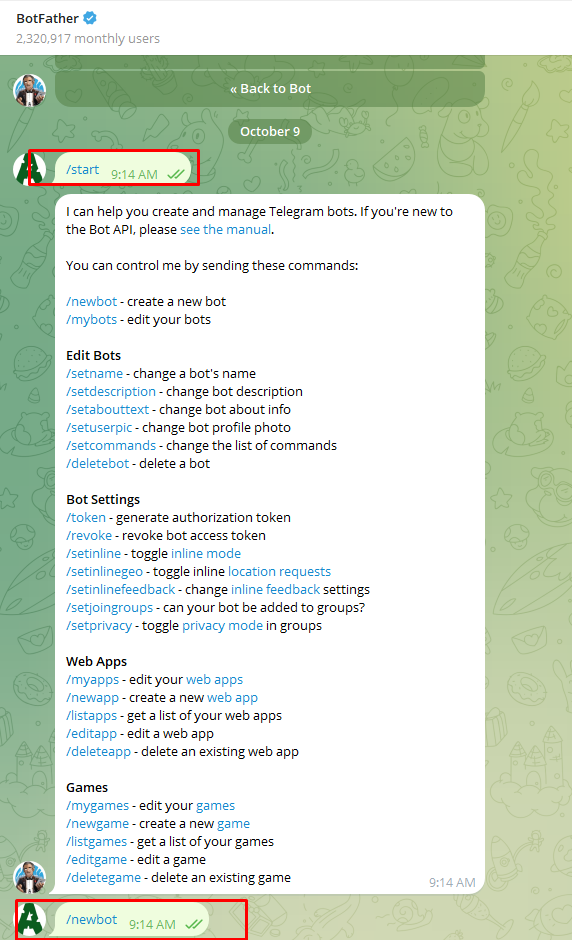 BotFather
2,320,917 monthly users
« Back to Bot
October 9
/start 9:14 AM
I can help you create and manage Telegram bots. If you're new to
the Bot API, please see the manual.
You can control me by sending these commands:
/newbot - create a new bot
/mybots - edit your bots
Edit Bots
/setname - change a bot's name
/setdescription - change bot description
/setabouttext - change bot about info
/setuserpic - change bot profile photo
/setcommands - change the list of commands
/deletebot - delete a bot
Bot Settings
/token - generate authorization token
/revoke - revoke bot access token
/setinline - toggle inline mode
/setinlinegeo - toggle inline location requests
/setinlinefeedback - change inline feedback settings
/setjoingroups - can your bot be added to groups?
/setprivacy - toggle privacy mode in groups
Web Apps
/myapps - edit your web apps
/newapp - create a new web app
/listapps - get a list of your web apps
/editapp - edit a web app
/deleteapp - delete an existing web app
Games
/mygames - edit your games
/newgame - create a new game
/listgames - get a list of your games
/editgame - edit a game
/deletegame - delete an existing game
9:14 AM
/newbot 9:14 AM